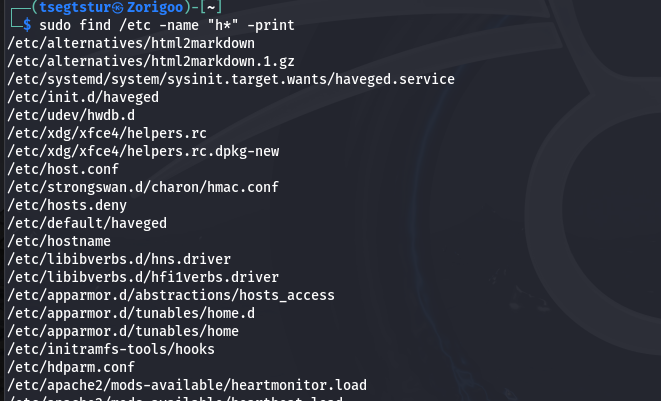 ┌──(tsegtstur㉿Zorigoo)-[~]
└─$ sudo find /etc -name "h*" -print
/etc/alternatives/html2markdown
/etc/alternatives/html2markdown.1.gz
/etc/systemd/system/sysinit.target.wants/haveged.service
/etc/init.d/haveged
/etc/udev/hwdb.d
/etc/xdg/xfce4/helpers.rc
/etc/xdg/xfce4/helpers.rc.dpkg-new
/etc/host.conf
/etc/strongswan.d/charon/hmac.conf
/etc/hosts.deny
/etc/default/haveged
/etc/hostname
/etc/libibverbs.d/hns.driver
/etc/libibverbs.d/hfi1verbs.driver
/etc/apparmor.d/abstractions/hosts_access
/etc/apparmor.d/tunables/home.d
/etc/apparmor.d/tunables/home
/etc/initramfs-tools/hooks
/etc/hdparm.conf
/etc/apache2/mods-available/heartmonitor.load